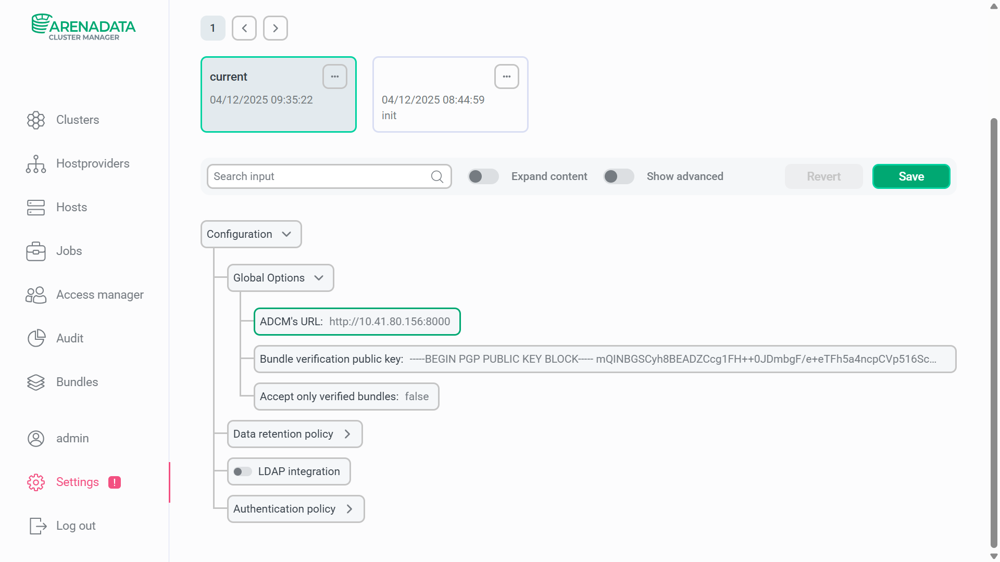 ARENADATA
CLUSTER MANAGER
Clusters
Hostproviders
Hosts
Jobs
Access manager
Audit
Bundles
admin
Settings !
Log out
1
current
04/12/2025 09:35:22
04/12/2025 08:44:59
init
Search input
Expand content
Show advanced
Revert
Save
Configuration
Global Options
ADCM's URL: http://10.41.80.156:8000
Bundle verification public key: -----BEGIN PGP PUBLIC KEY BLOCK----- mQINBGSCyh8BEADZCcg1FH++0JDmbgF/e+eTFh5a4ncpCVp516Sc...
Accept only verified bundles: false
Data retention policy
LDAP integration
Authentication policy